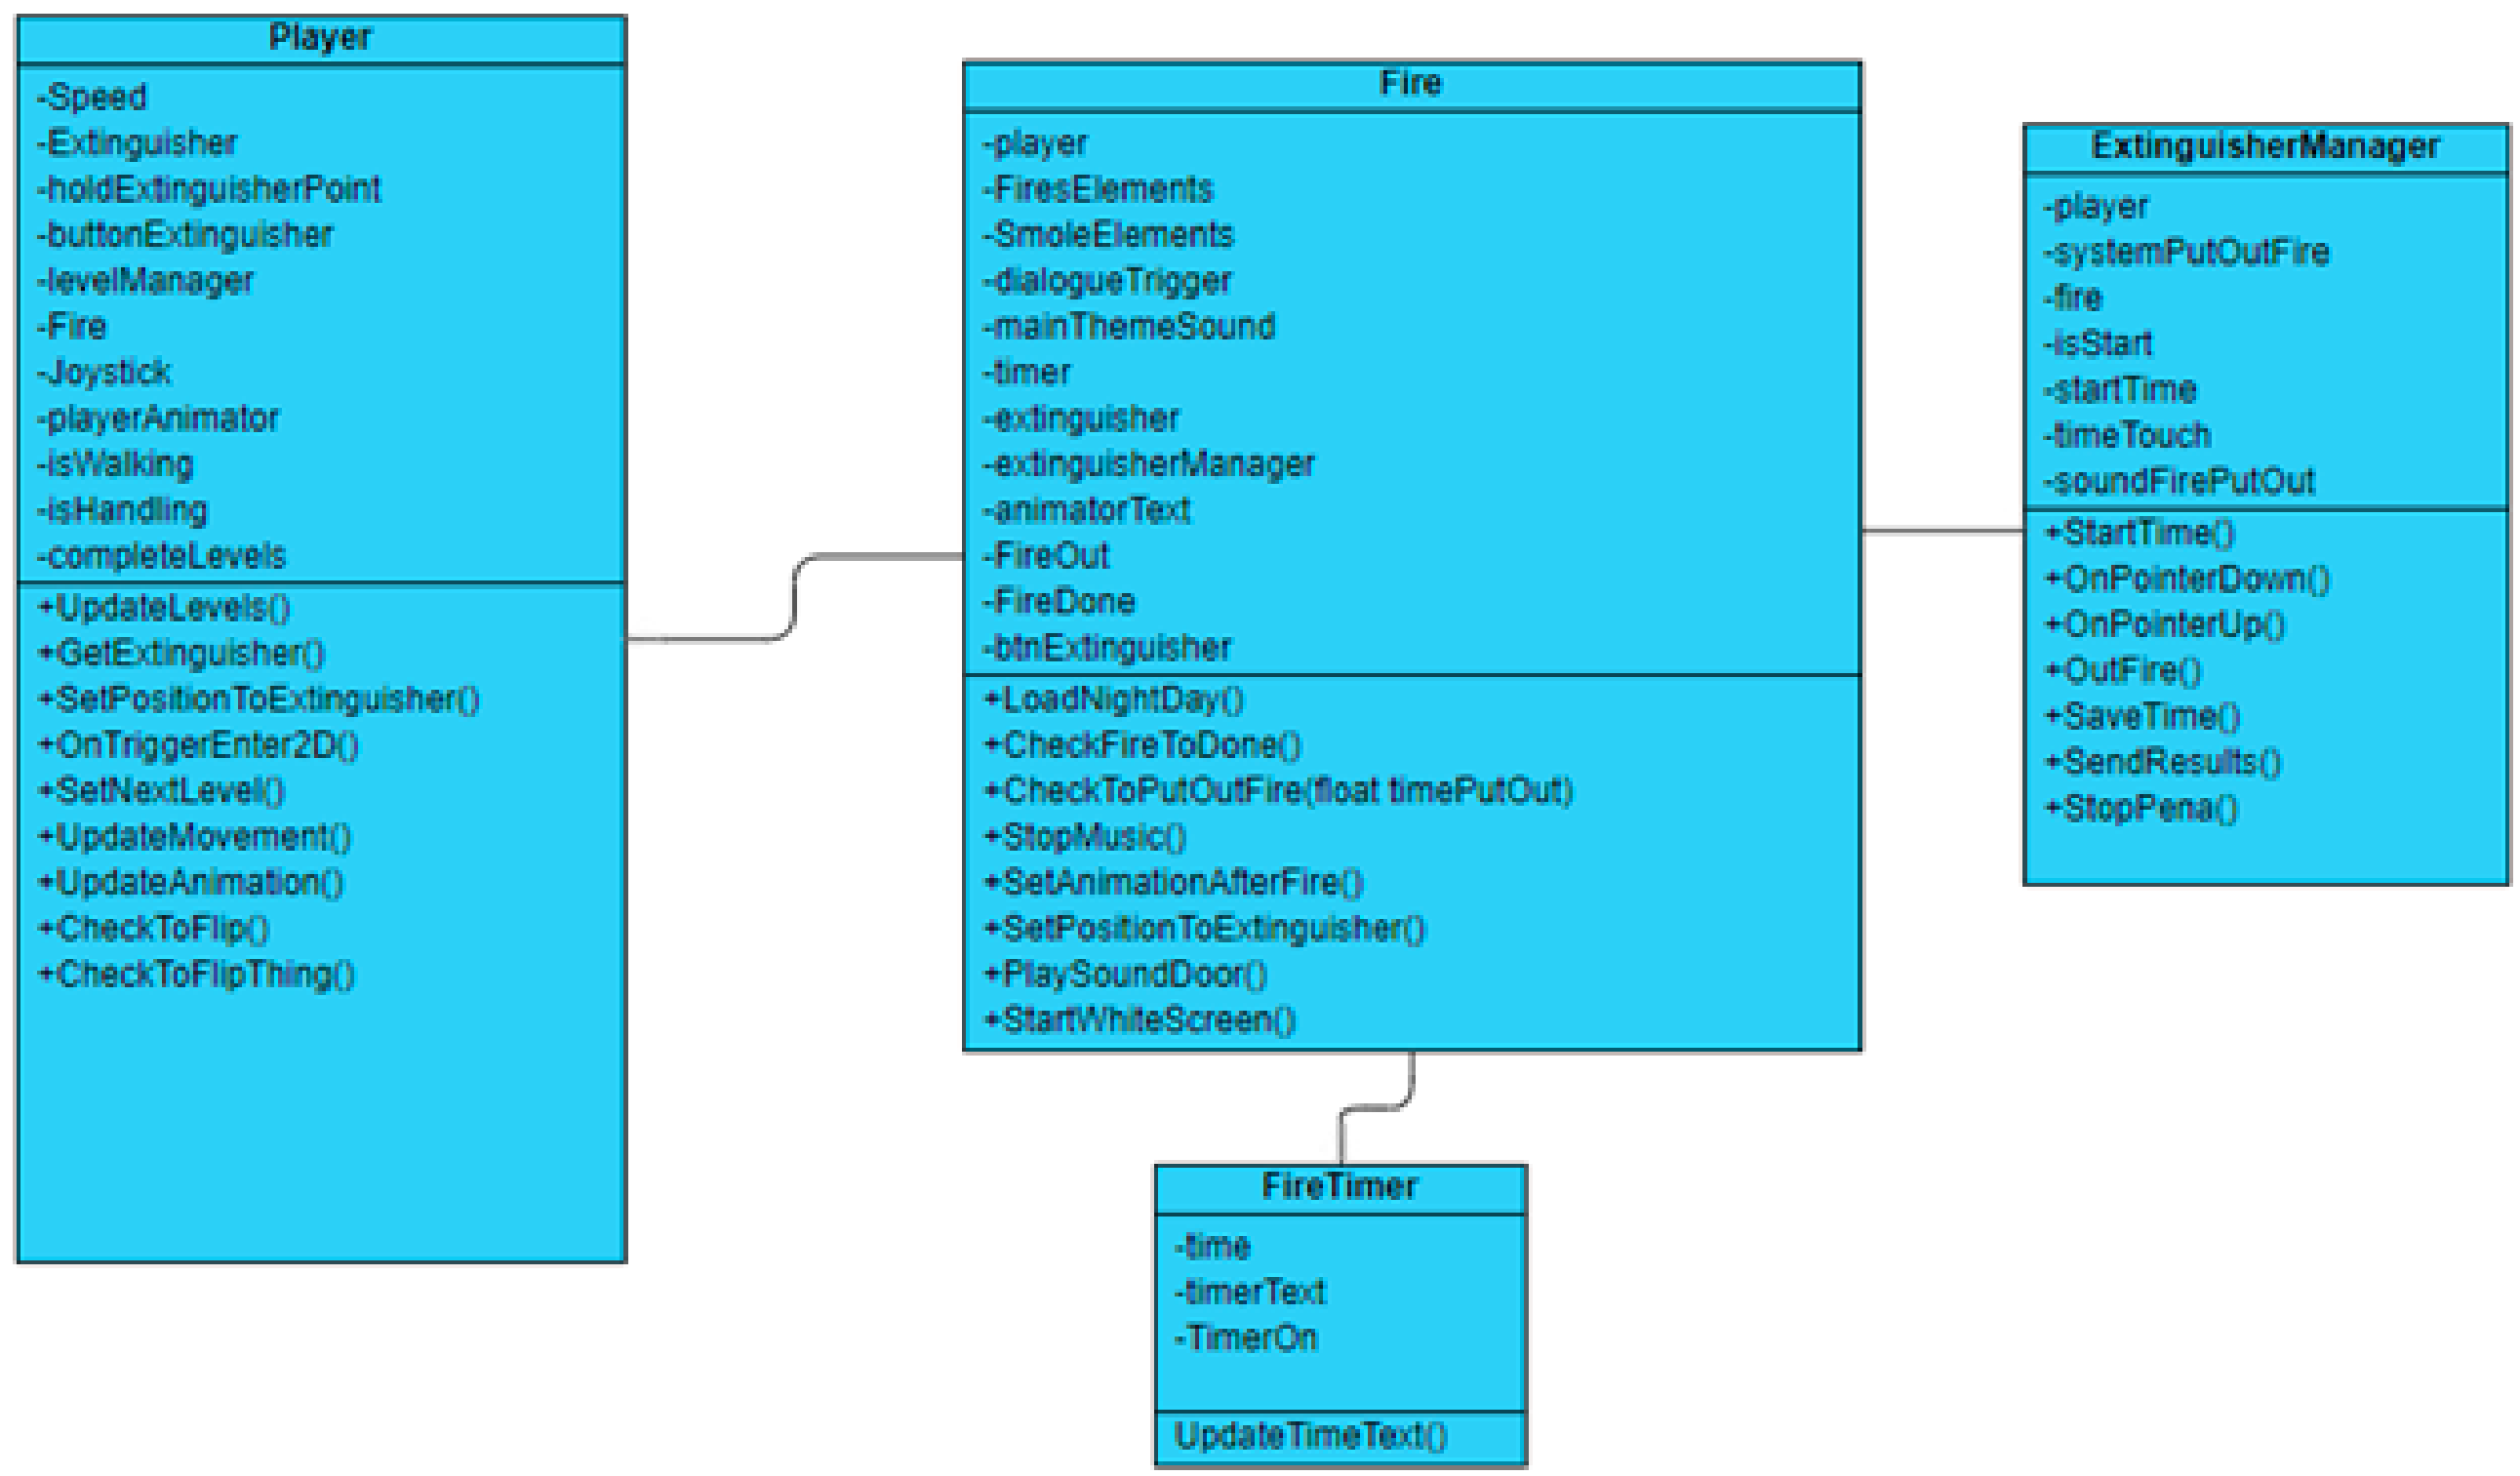 Player
-Speed
-Extinguisher
-holdExtinguisherPoint
-buttonExtinguisher
-levelManager
-Fire
-Joystick
-playerAnimator
-isWalking
-isHandling
-completeLevels
+UpdateLevels()
+GetExtinguisher()
+SetPositionToExtinguisher()
+OnTriggerEnter2D()
+SetNextLevel()
+UpdateMovement()
+UpdateAnimation()
+CheckToFlip()
+CheckToFlipThing()
Fire
-player
-FiresElements
-SmoleElements
-dialogueTrigger
-mainThemeSound
-timer
-extinguisher
-extinguisherManager
-animatorText
-FireOut
-FireDone
-btnExtinguisher
+LoadNightDay()
+CheckFireToDone()
+CheckToPutOutFire(float timePutOut)
+StopMusic()
+SetAnimationAfterFire()
+SetPositionToExtinguisher()
+PlaySoundDoor()
+StartWhiteScreen()
ExtinguisherManager
-player
-systemPutOutFire
-fire
-isStart
-startTime
-timeTouch
-soundFirePutOut
+StartTime()
+OnPointerDown()
+OnPointerUp()
+OutFire()
+SaveTime()
+SendResults()
+StopPena()
FireTimer
-time
-timerText
-TimerOn
UpdateTimeText()